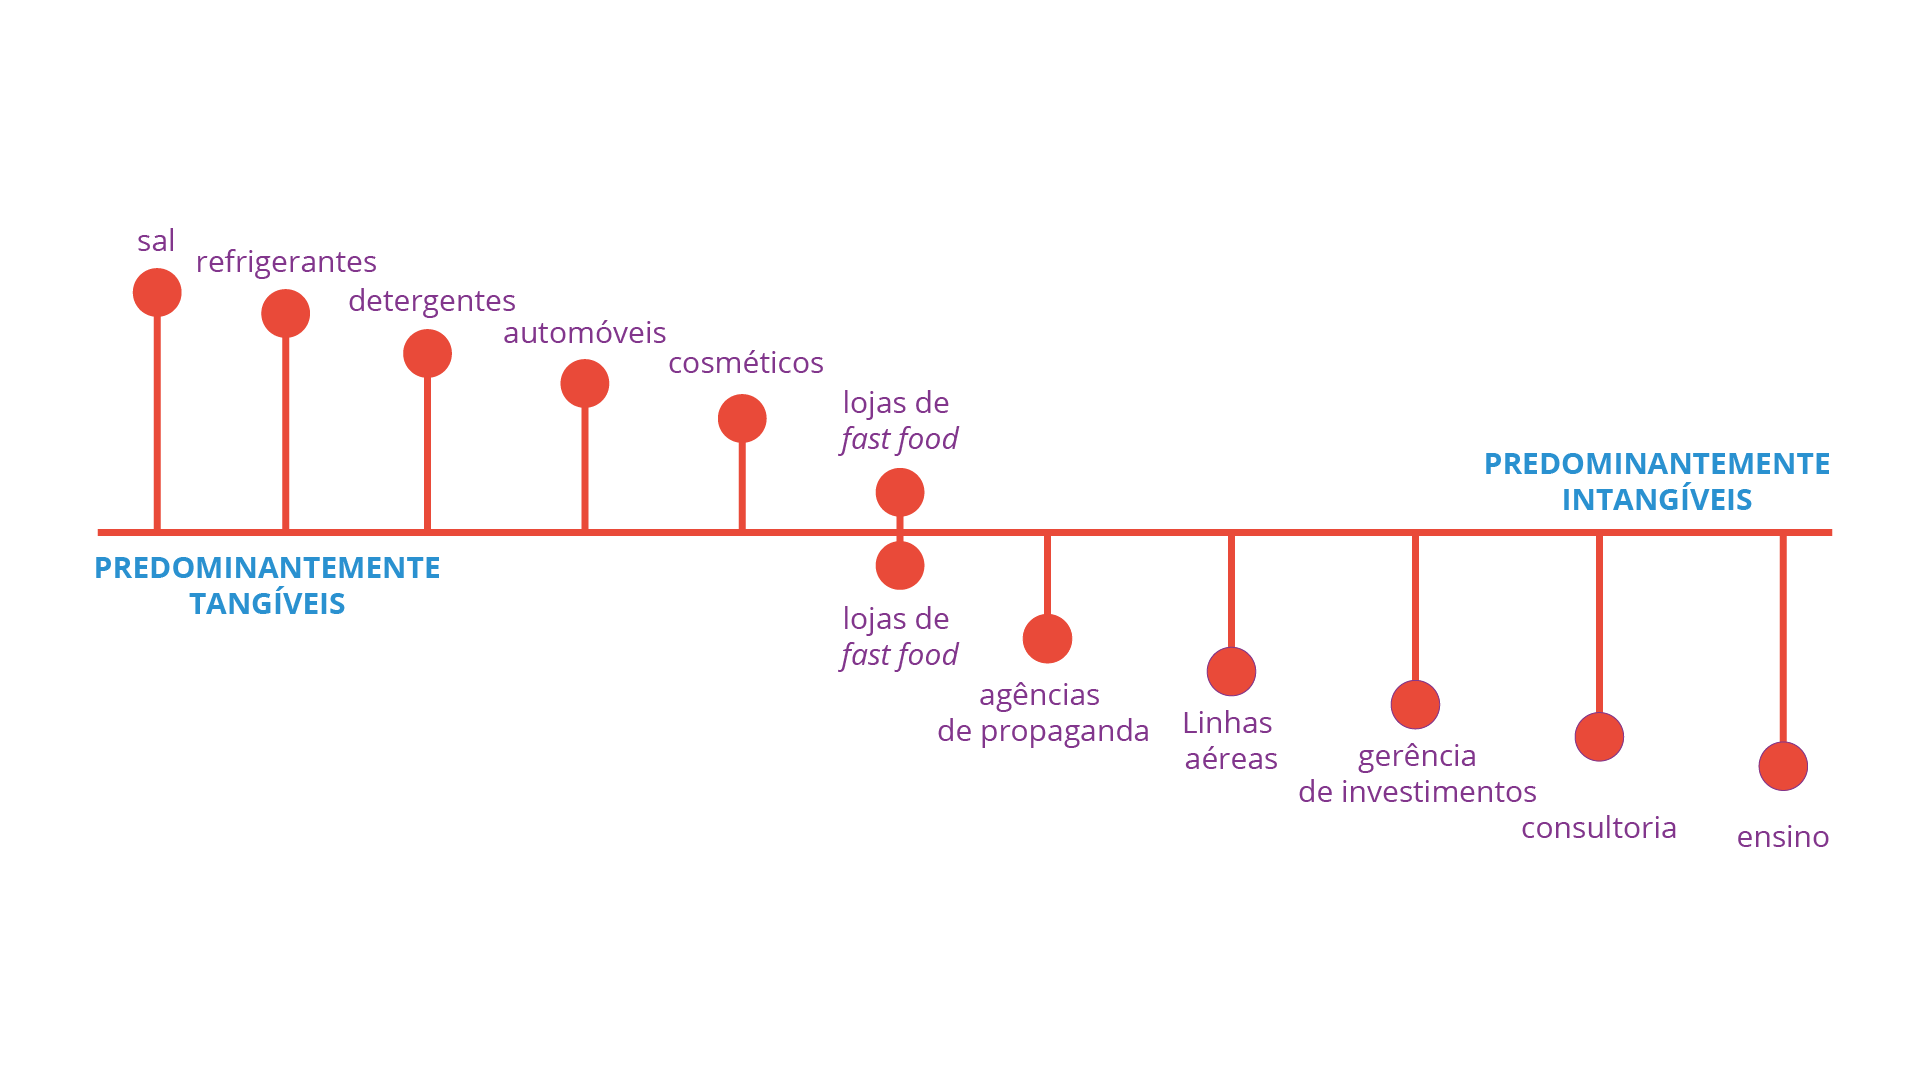 sal
refrigerantes
detergentes
automóveis
cosméticos
lojas de
fast food
PREDOMINANTEMENTE
INTANGÍVEIS
PREDOMINANTEMENTE
TANGÍVEIS
lojas de
fast food
agências
de propaganda
Linhas
aéreas
gerência
de investimentos
consultoria
ensino